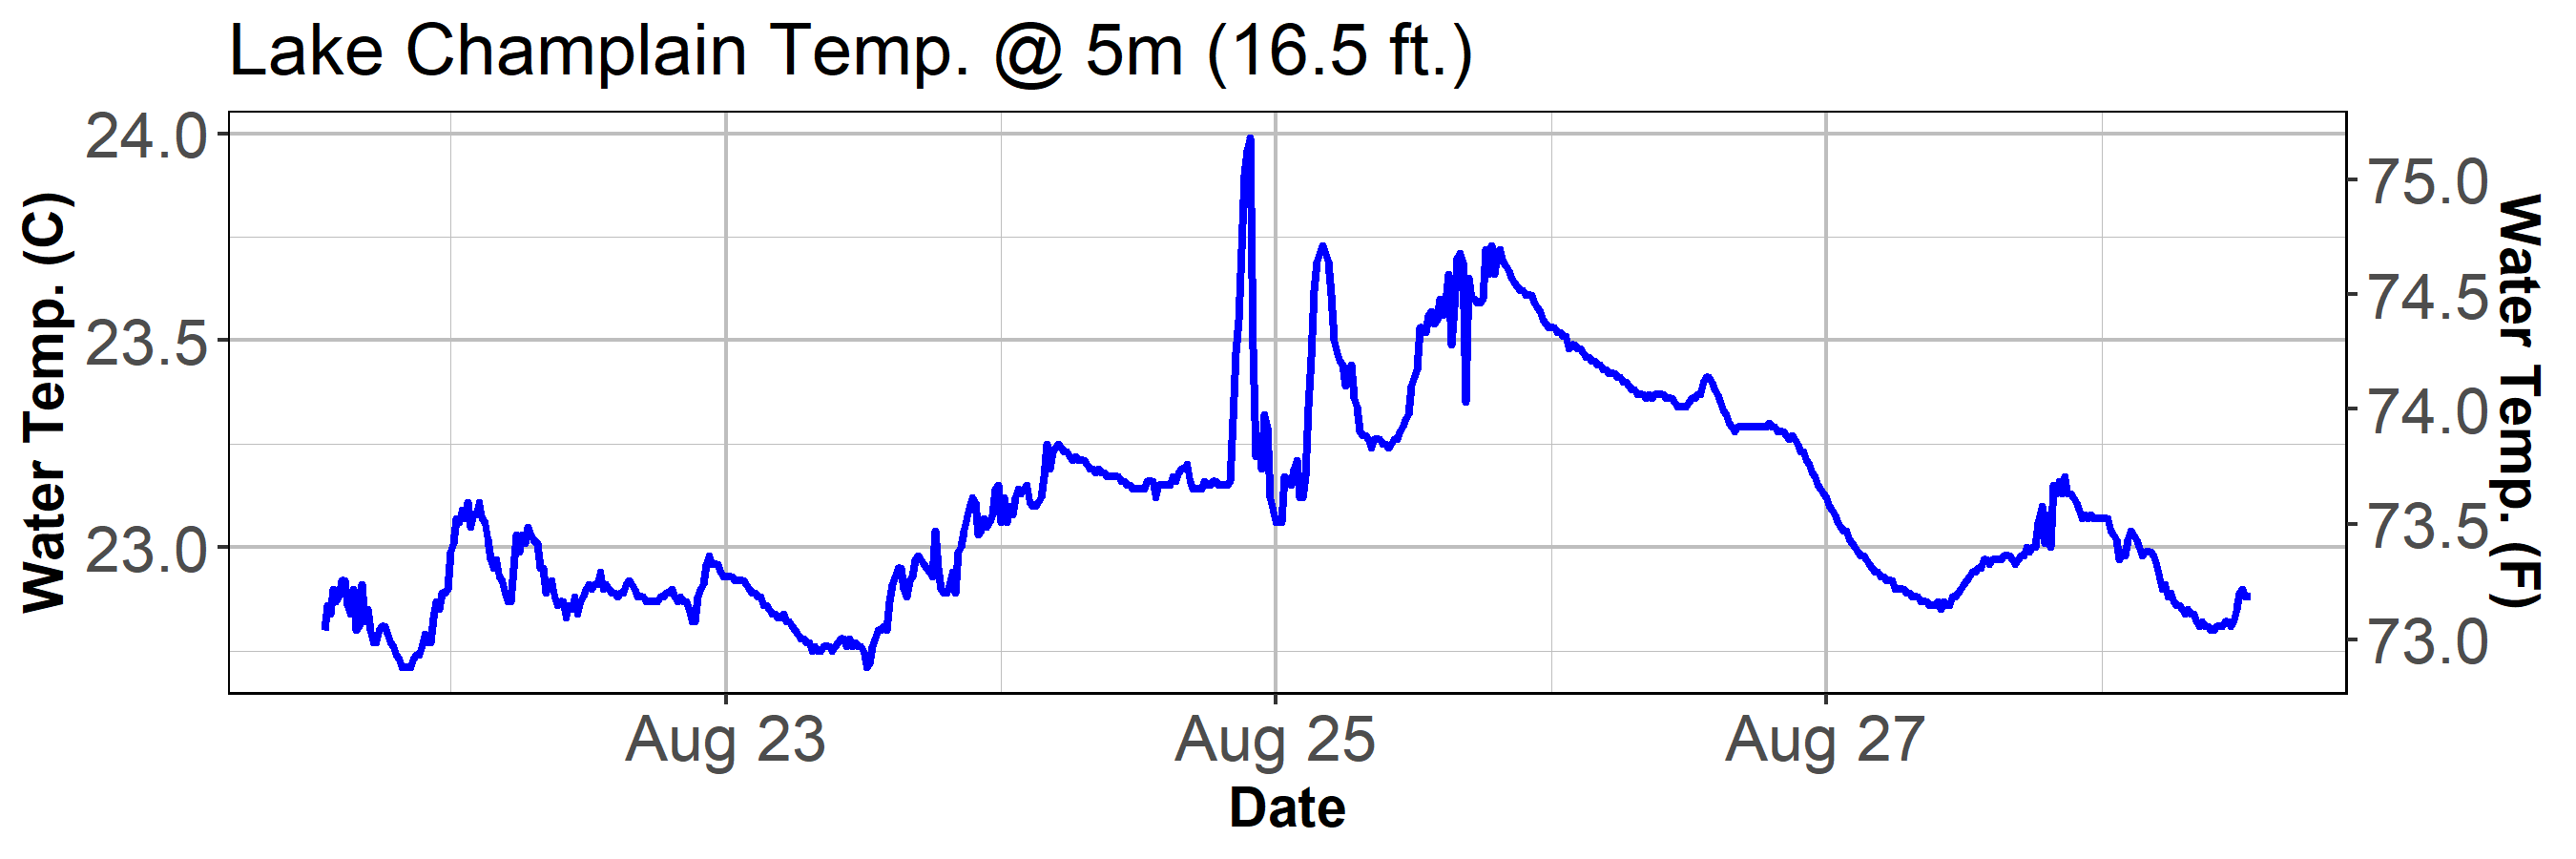 Lake Champlain Temp. @ 5m (16.5 ft.)
Water Temp. (C)
24.0
23.5
23.0
75.0
74.5
74.0
73.5
73.0
Water Temp. (F)
Aug 23 Aug 25 Aug 27
Date